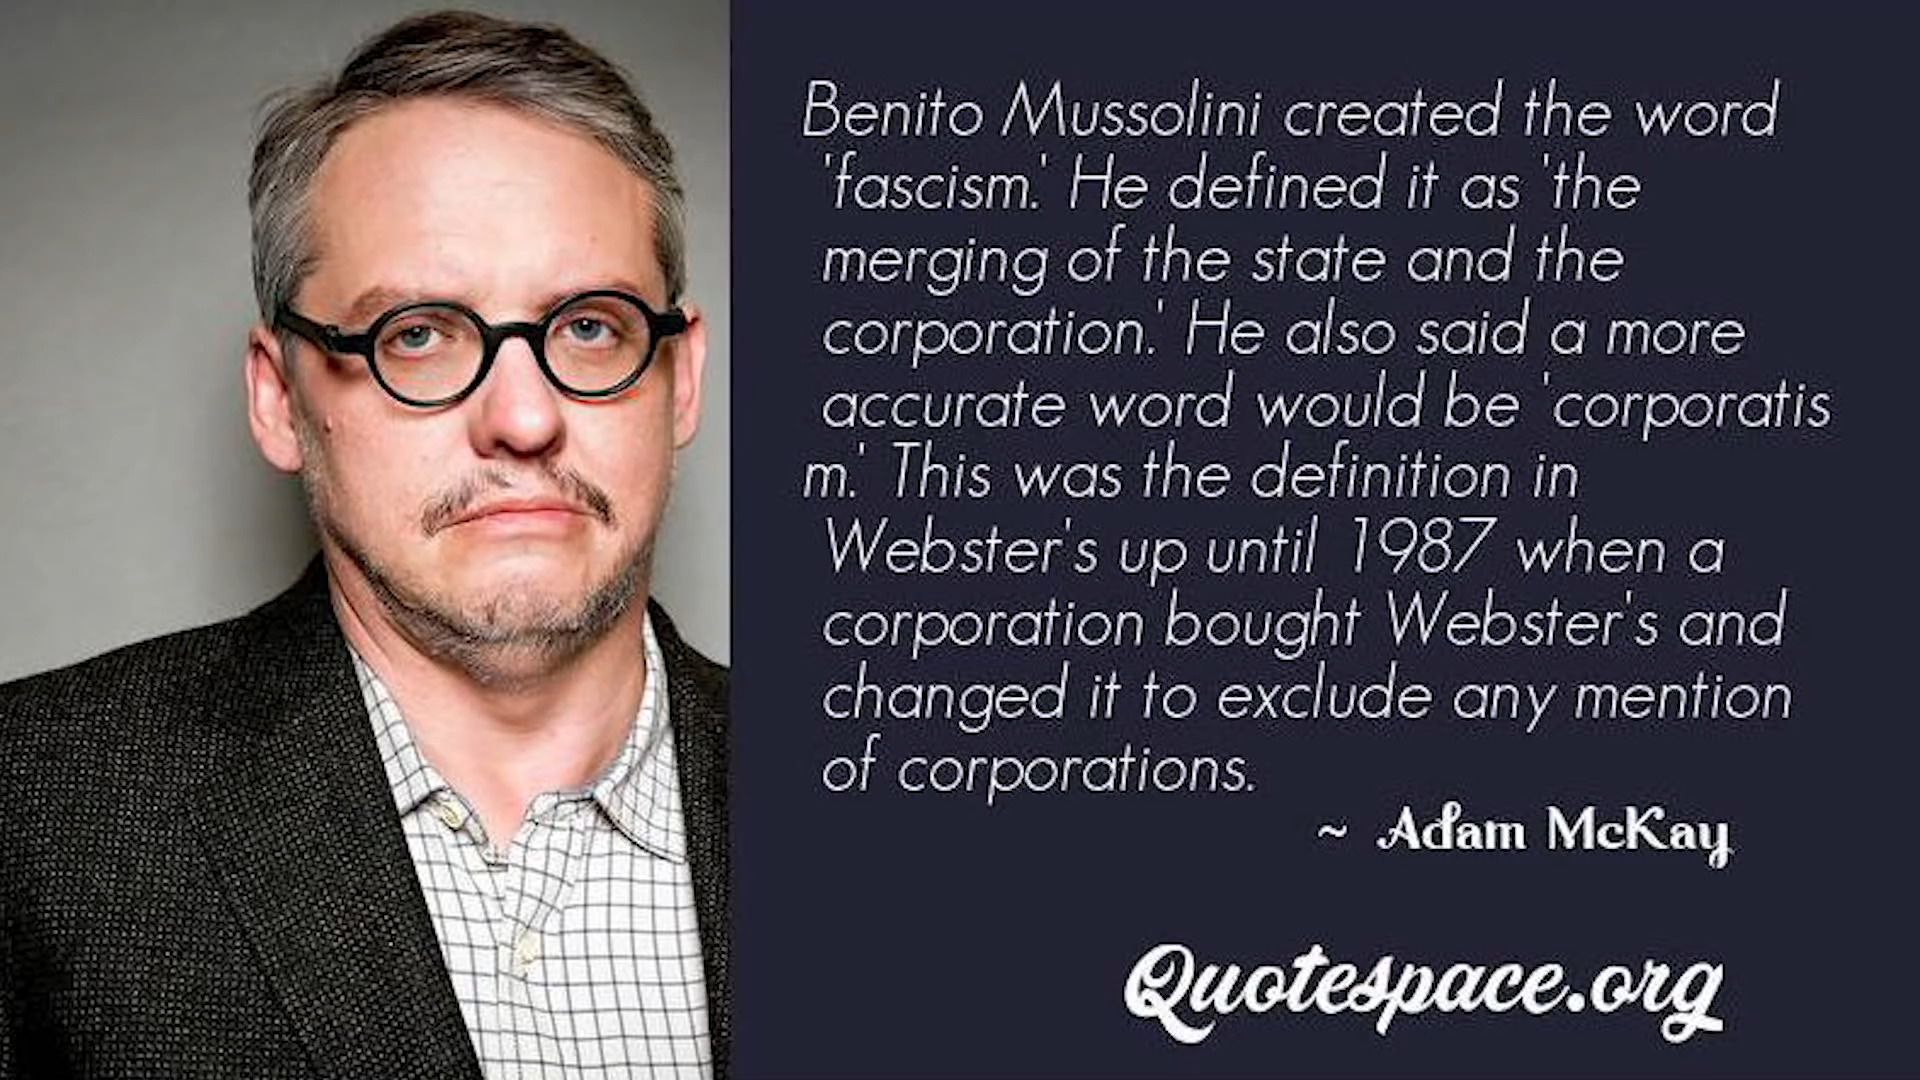 Benito Mussolini created the word
'fascism.' He defined it as 'the
merging of the state and the
corporation.' He also said a more
accurate word would be 'corporatis
m.' This was the definition in
Webster's up until 1987 when a
corporation bought Webster's and
changed it to exclude any mention
of corporations.
~ Adam McKay
Quotespace.org